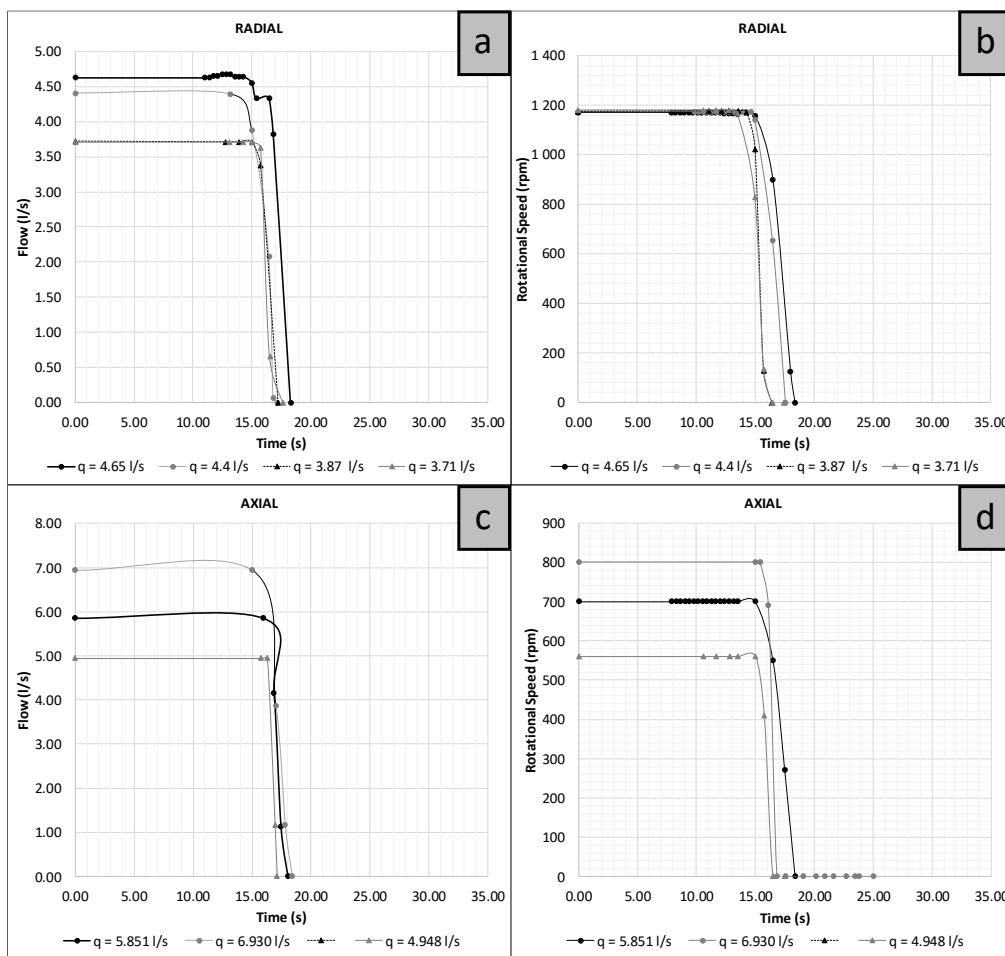 RADIAL
a
5.00
4.50
4.00
3.50
3.00
2.50
2.00
1.50
1.00
0.50
0.00
Flow (l/s)
0.00 5.00 10.00 15.00 20.00 25.00 30.00 35.00
Time (s)
q = 4.65 l/s q = 4.4 l/s q = 3.87 l/s q = 3.71 l/s
RADIAL
b
1 400
1 200
1 000
800
600
400
200
0
Rotational Speed (rpm)
0.00 5.00 10.00 15.00 20.00 25.00 30.00 35.00
Time (s)
q = 4.65 l/s q = 4.4 l/s q = 3.87 l/s q = 3.71 l/s
AXIAL
c
8.00
7.00
6.00
5.00
4.00
3.00
2.00
1.00
0.00
Flow (l/s)
0.00 5.00 10.00 15.00 20.00 25.00 30.00 35.00
Time (s)
q = 5.851 l/s q = 6.930 l/s q = 4.948 l/s
AXIAL
d
900
800
700
600
500
400
300
200
100
0
Rotational Speed (rpm)
0.00 5.00 10.00 15.00 20.00 25.00 30.00 35.00
Time (s)
q = 5.851 l/s q = 6.930 l/s q = 4.948 l/s